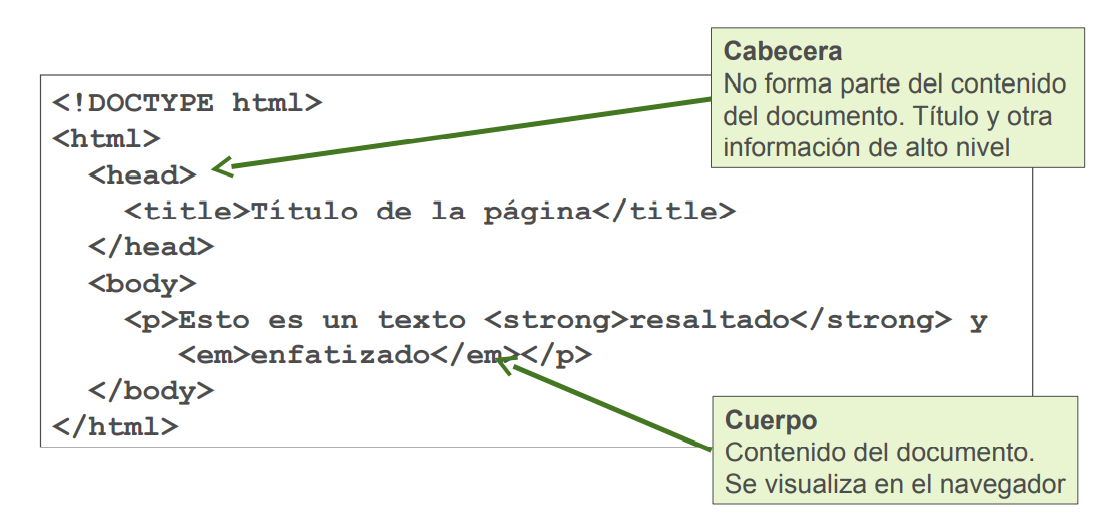 Cabecera
No forma parte del contenido
del documento. Título y otra
información de alto nivel
<!DOCTYPE html>
<html>
<head>
<title>Título de la página</title>
</head>
<body>
<p>Esto es un texto <strong>resaltado</strong> y
<em>enfatizado</em></p>
</body>
</html>
Cuerpo
Contenido del documento.
Se visualiza en el navegador